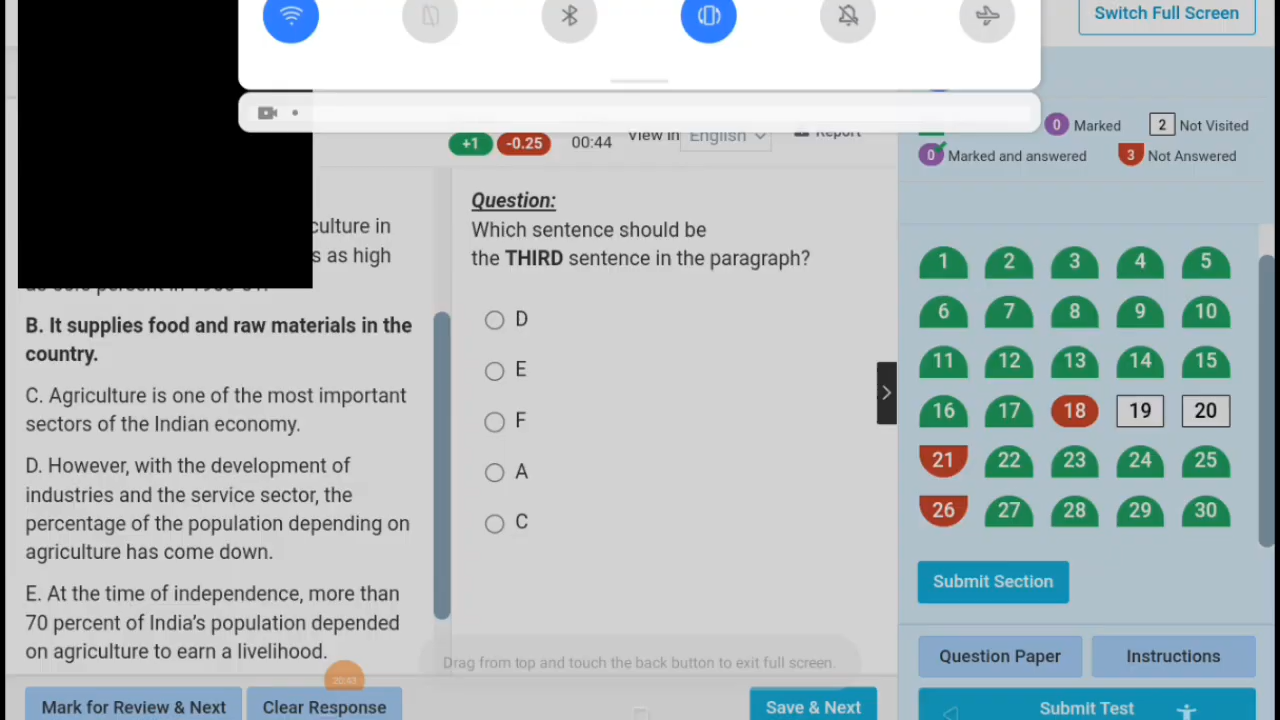 Switch Full Screen
0 Marked 2 Not Visited
0 Marked and answered 3 Not Answered
+1 -0.25 00:44 View in English Report
culture in
s as high
B. It supplies food and raw materials in the
country.
C. Agriculture is one of the most important
sectors of the Indian economy.
D. However, with the development of
industries and the service sector, the
percentage of the population depending on
agriculture has come down.
E. At the time of independence, more than
70 percent of India's population depended
on agriculture to earn a livelihood.
20:43
Mark for Review & Next Clear Response
Question:
Which sentence should be
the THIRD sentence in the paragraph?
D
E
F
A
C
Drag from top and touch the back button to exit full screen.
Save & Next
1 2 3 4 5
6 7 8 9 10
11 12 13 14 15
16 17 18 19 20
21 22 23 24 25
26 27 28 29 30
Submit Section
Question Paper Instructions
Submit Test